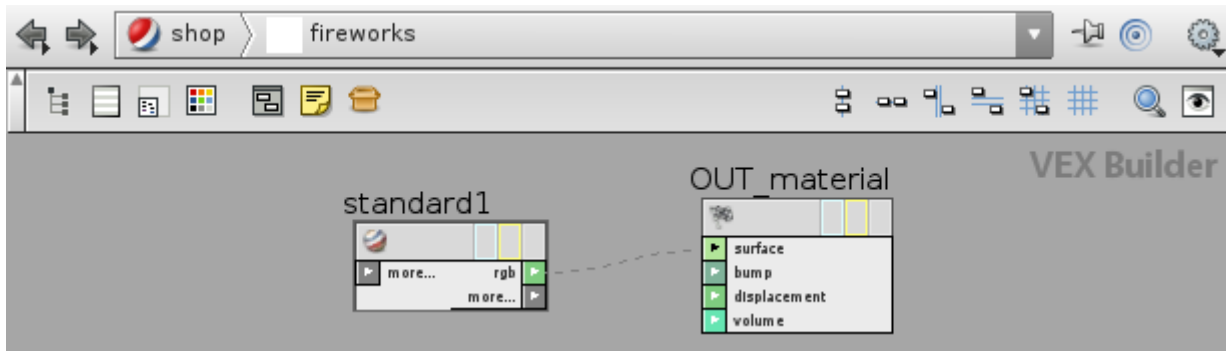 shop fireworks
VEX Builder
standard1
more... rgb
more...
OUT_material
surface
bump
displacement
volume